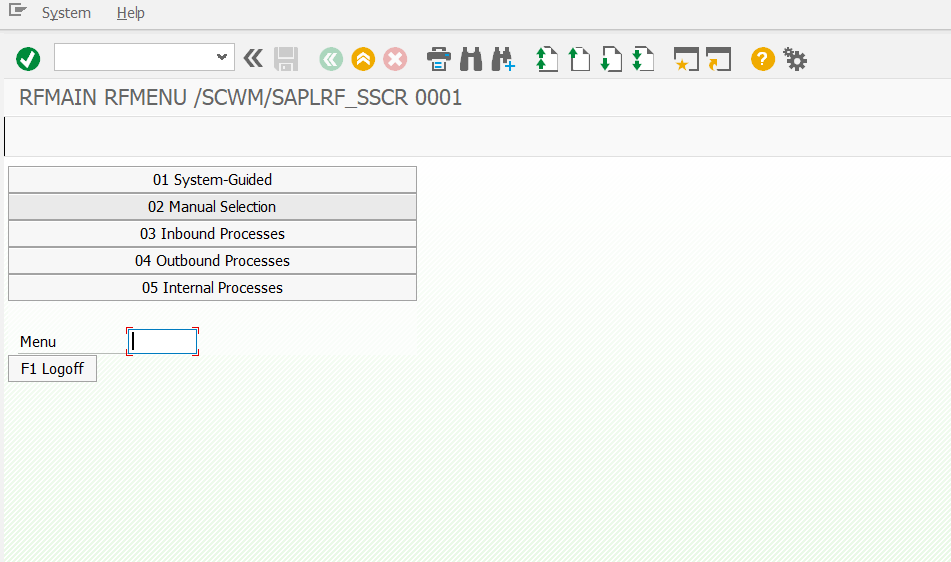 System Help
RFMAIN RFMENU /SCWM/SAPLRF_SSCR 0001
01 System-Guided
02 Manual Selection
03 Inbound Processes
04 Outbound Processes
05 Internal Processes
Menu
F1 Logoff